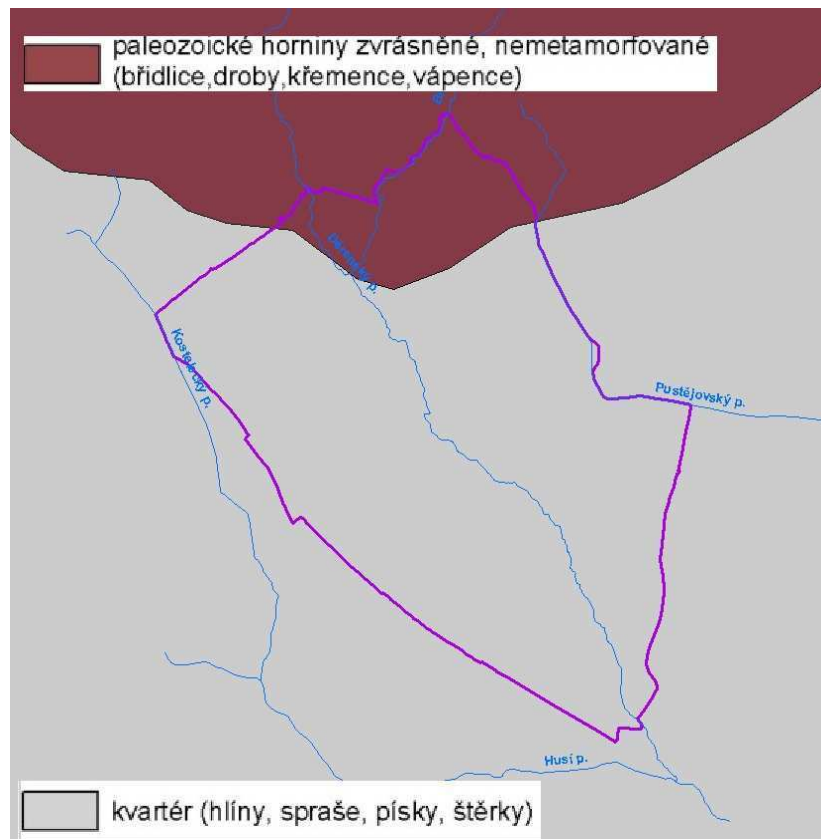 paleozoické horniny zvrásněné, nemetamorfované
(břidlice,droby,křemence,vápence)
Kostelecký p.
Pustějovský p.
Husí p.
kvartér (hlíny, spraše, písky, štěrky)